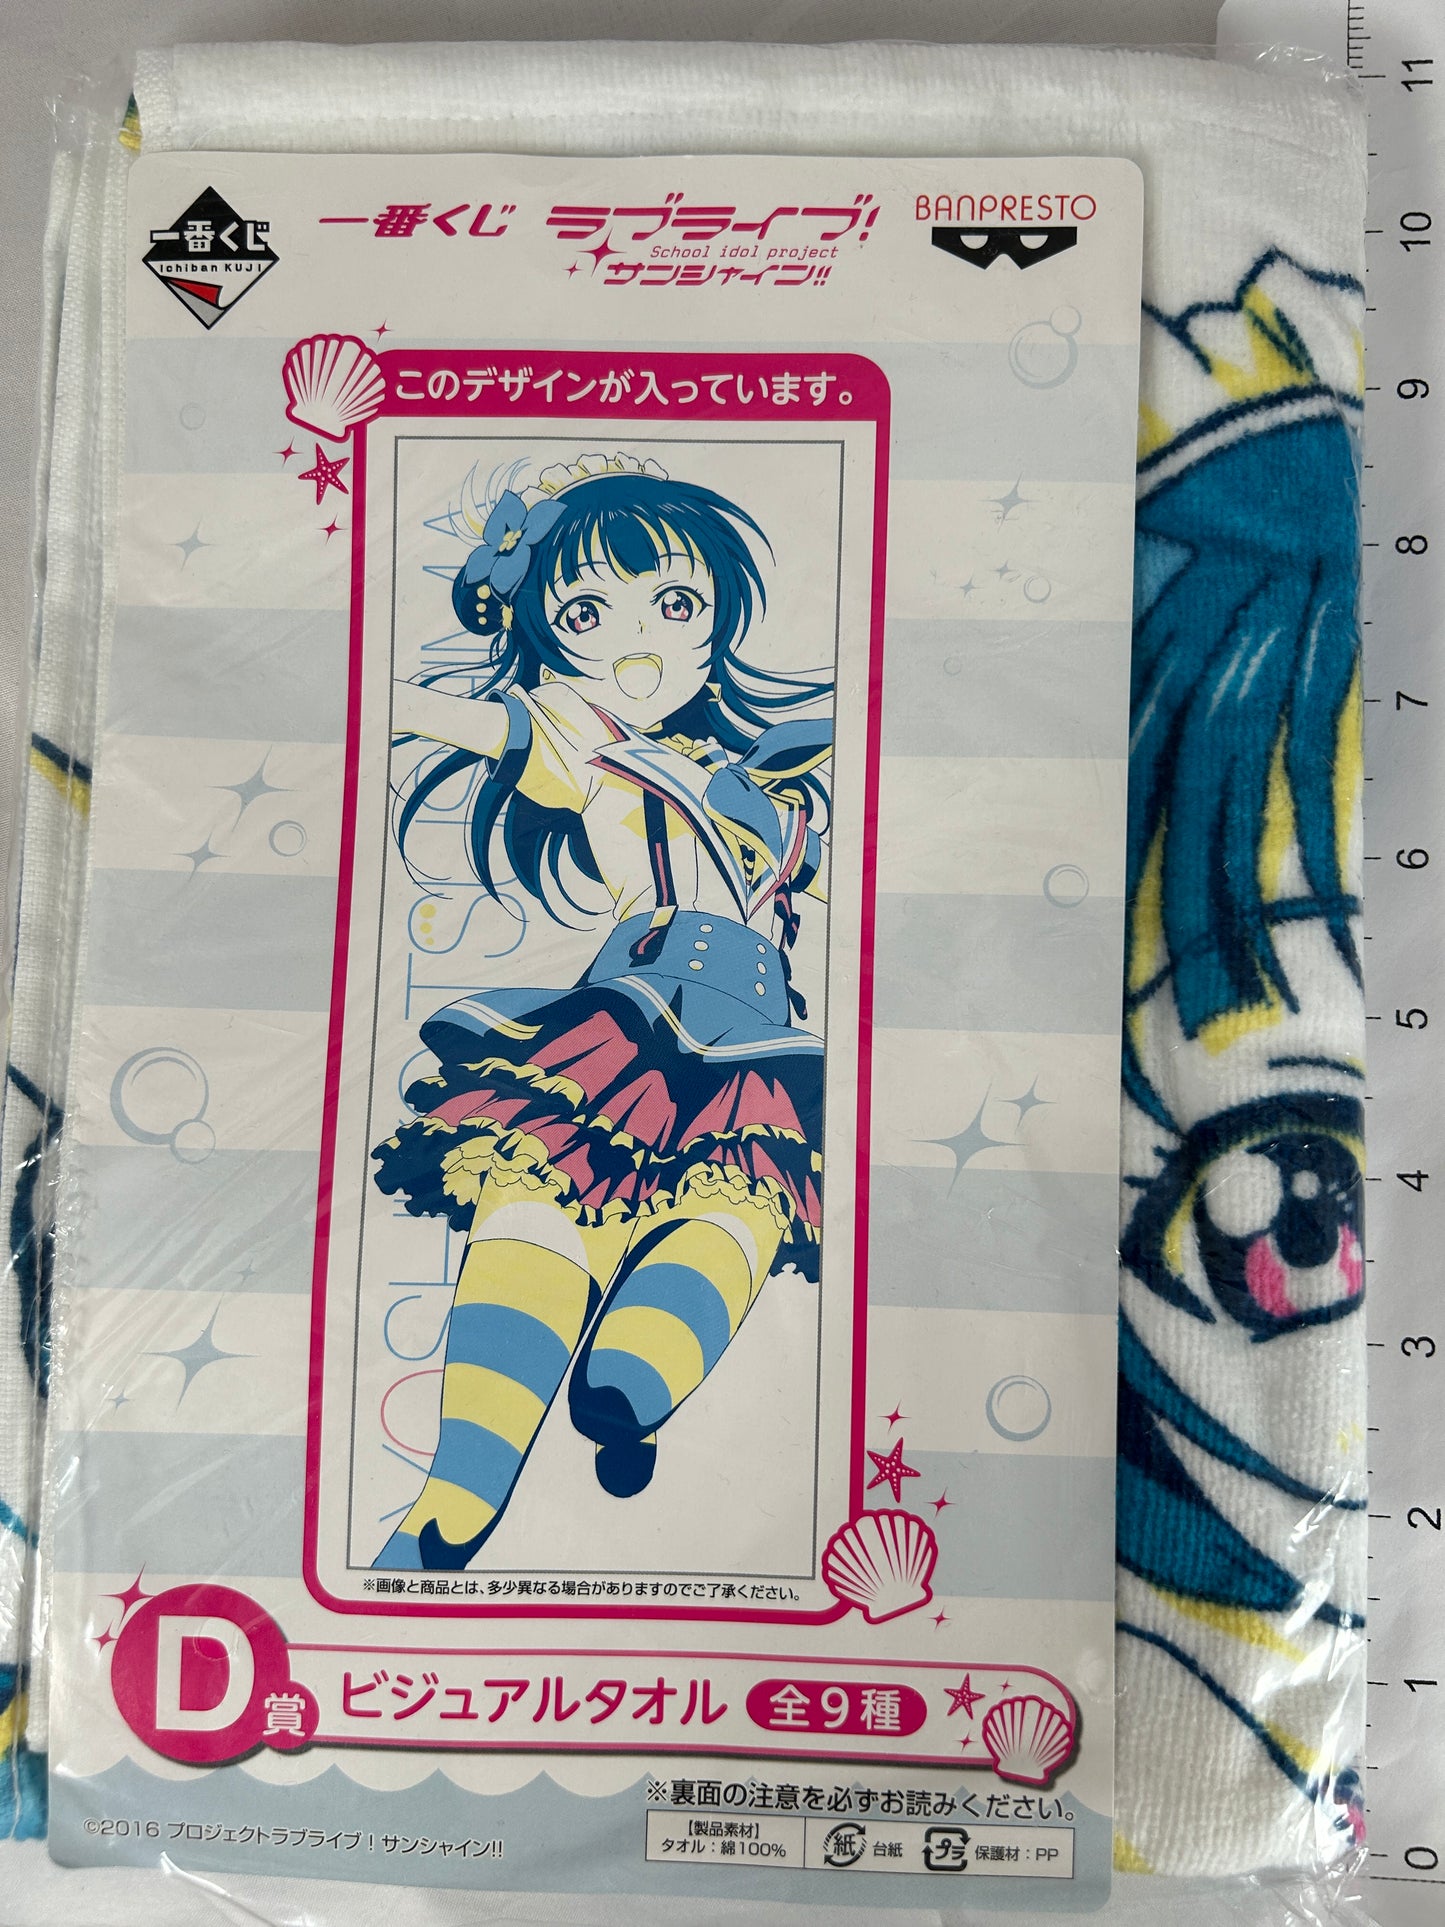 一番くじ
Ichiban KUJI
一番くじ ラブライブ!
School idol project
サンシャイン!!
BANPRESTO
このデザインが入っています。
YOSHIKO TSUSHIMA
※画像と商品とは、多少異なる場合がありますのでご了承ください。
D賞 ビジュアルタオル 全9種
※裏面の注意を必ずお読みください。
©2016 プロジェクトラブライブ!サンシャイン!!
【製品素材】
タオル:綿100%
紙 台紙
プラ 保護材:PP
11
10
9
8
7
6
5
4
3
2
1
0